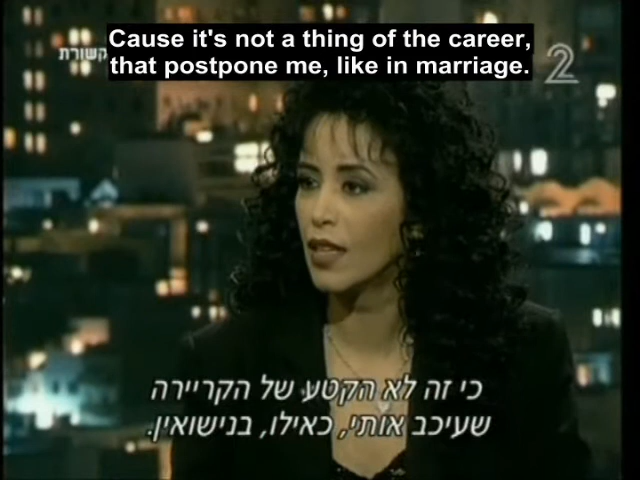 Cause it's not a thing of the career,
that postpone me, like in marriage.
קשורת
2
כי זה לא הקטע של הקריירה
שעיכב אותי, כאילו, בנישואין.